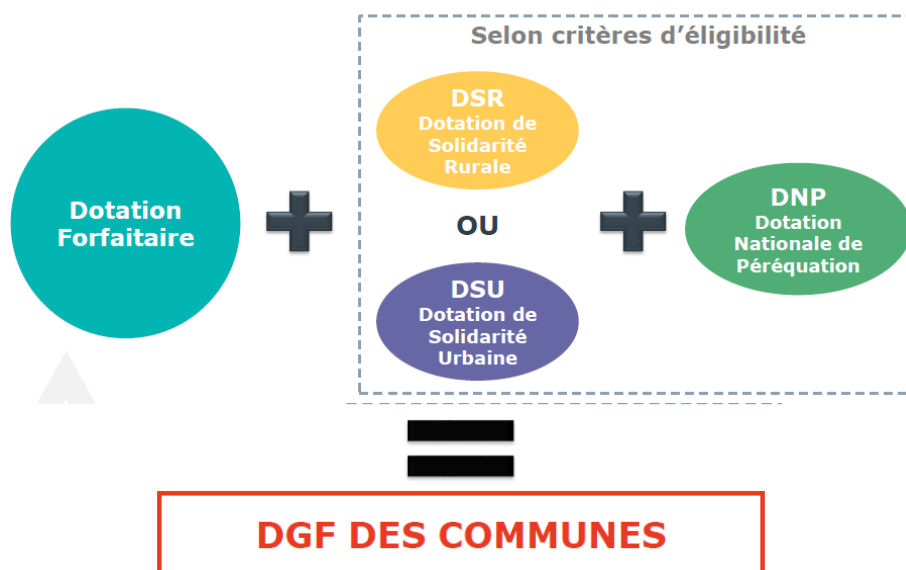 Selon critères d'éligibilité
Dotation
Forfaitaire
DSR
Dotation de
Solidarité
Rurale
OU
DSU
Dotation de
Solidarité
Urbaine
DNP
Dotation
Nationale de
Péréquation
DGF DES COMMUNES